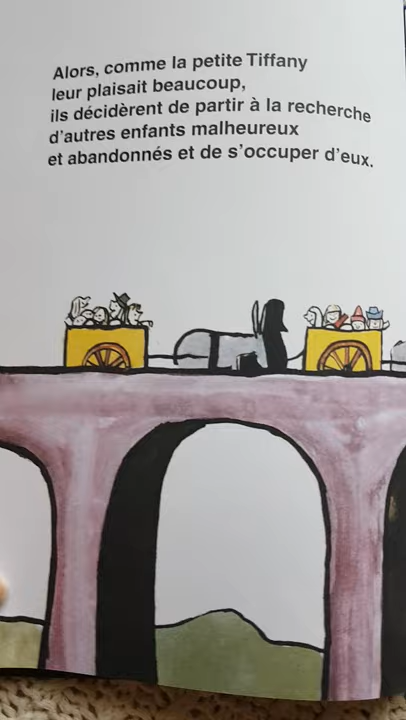 Alors, comme la petite Tiffany
leur plaisait beaucoup,
ils décidèrent de partir à la recherche
d'autres enfants malheureux
et abandonnés et de s'occuper d'eux.